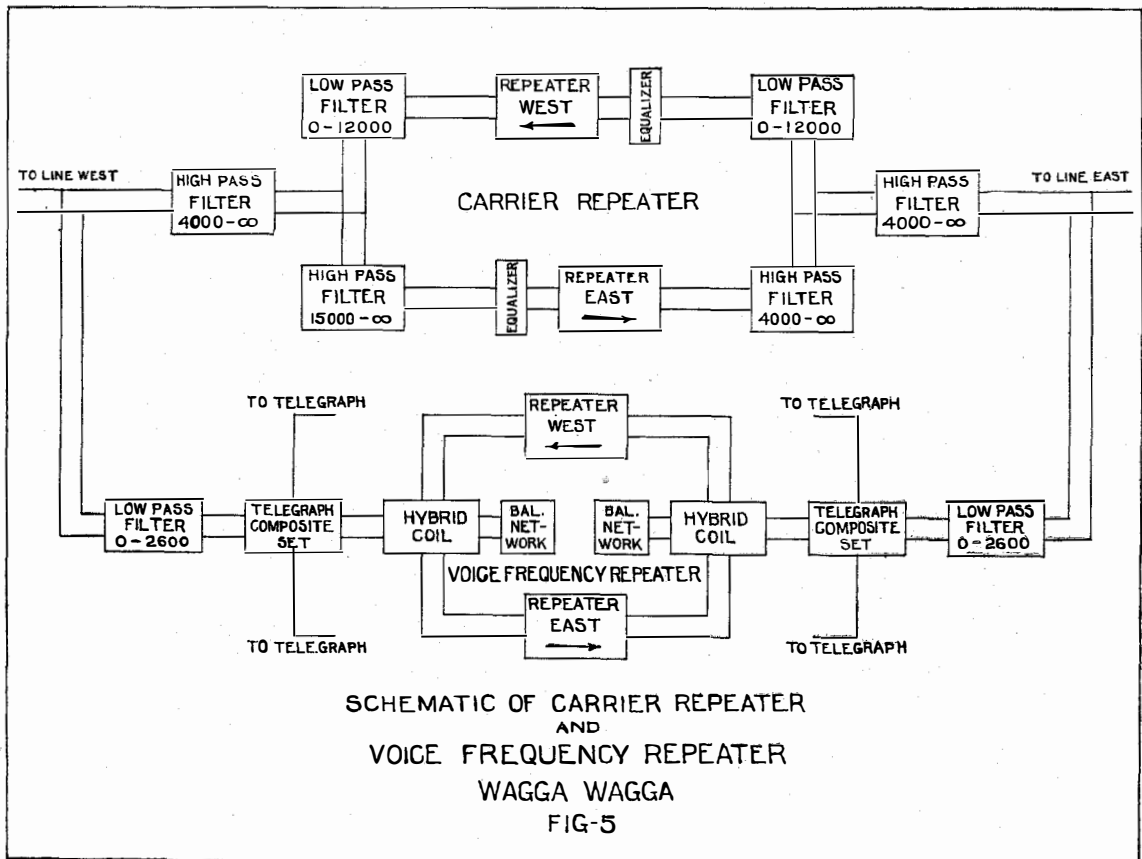 LOW PASS
FILTER
0-12000
REPEATER
WEST
EQUALIZER
LOW PASS
FILTER
0-12000
TO LINE WEST
HIGH PASS
FILTER
4000-∞
CARRIER REPEATER
HIGH PASS
FILTER
4000-∞
TO LINE EAST
HIGH PASS
FILTER
15000-∞
EQUALIZER
REPEATER
EAST
HIGH PASS
FILTER
4000-∞
TO TELEGRAPH
REPEATER
WEST
TO TELEGRAPH
LOW PASS
FILTER
0-2600
TELEGRAPH
COMPOSITE
SET
HYBRID
COIL
BAL.
NET-
WORK
BAL.
NET-
WORK
HYBRID
COIL
TELEGRAPH
COMPOSITE
SET
LOW PASS
FILTER
0-2600
VOICE FREQUENCY REPEATER
REPEATER
EAST
TO TELEGRAPH
TO TELEGRAPH
SCHEMATIC OF CARRIER REPEATER
AND
VOICE FREQUENCY REPEATER
WAGGA WAGGA
FIG-5